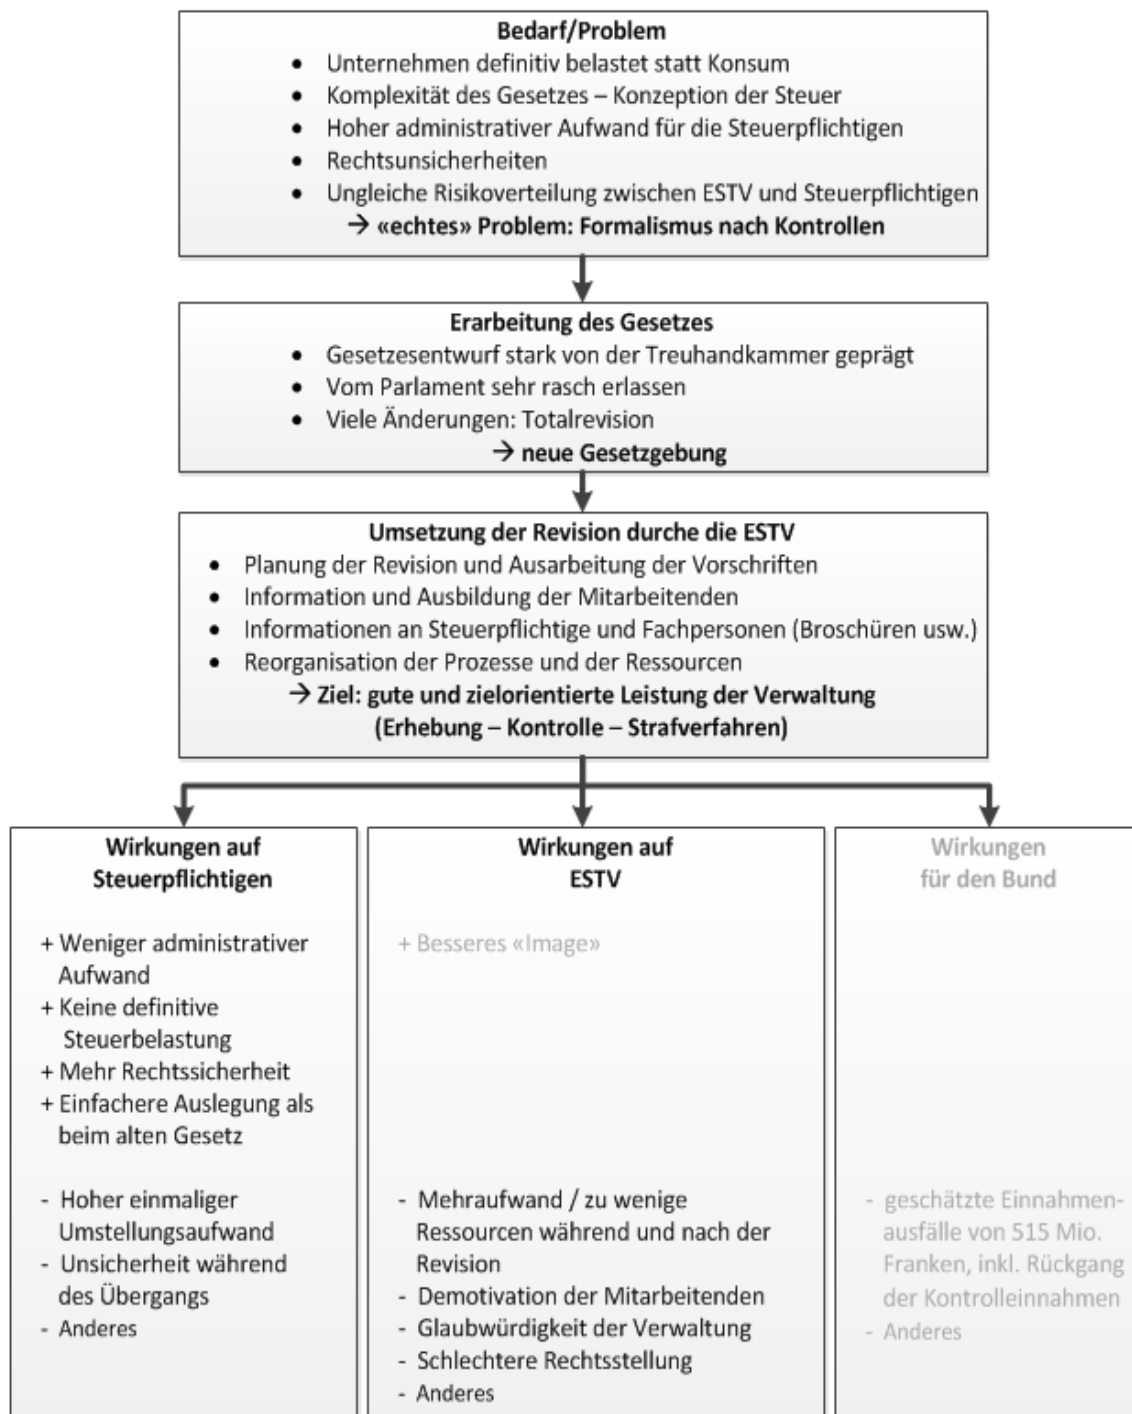 Bedarf/Problem
• Unternehmen definitiv belastet statt Konsum
• Komplexität des Gesetzes – Konzeption der Steuer
• Hoher administrativer Aufwand für die Steuerpflichtigen
• Rechtsunsicherheiten
• Ungleiche Risikoverteilung zwischen ESTV und Steuerpflichtigen
→ «echtes» Problem: Formalismus nach Kontrollen
Erarbeitung des Gesetzes
• Gesetzesentwurf stark von der Treuhandkammer geprägt
• Vom Parlament sehr rasch erlassen
• Viele Änderungen: Totalrevision
→ neue Gesetzgebung
Umsetzung der Revision durche die ESTV
• Planung der Revision und Ausarbeitung der Vorschriften
• Information und Ausbildung der Mitarbeitenden
• Informationen an Steuerpflichtige und Fachpersonen (Broschüren usw.)
• Reorganisation der Prozesse und der Ressourcen
→ Ziel: gute und zielorientierte Leistung der Verwaltung
(Erhebung – Kontrolle – Strafverfahren)
Wirkungen auf
Steuerpflichtigen
+ Weniger administrativer
Aufwand
+ Keine definitive
Steuerbelastung
+ Mehr Rechtssicherheit
+ Einfachere Auslegung als
beim alten Gesetz
- Hoher einmaliger
Umstellungsaufwand
- Unsicherheit während
des Übergangs
- Anderes
Wirkungen auf
ESTV
+ Besseres «Image»
- Mehraufwand / zu wenige
Ressourcen während und nach der
Revision
- Demotivation der Mitarbeitenden
- Glaubwürdigkeit der Verwaltung
- Schlechtere Rechtsstellung
- Anderes
Wirkungen
für den Bund
- geschätzte Einnahmen-
ausfälle von 515 Mio.
Franken, inkl. Rückgang
der Kontrolleinnahmen
- Anderes